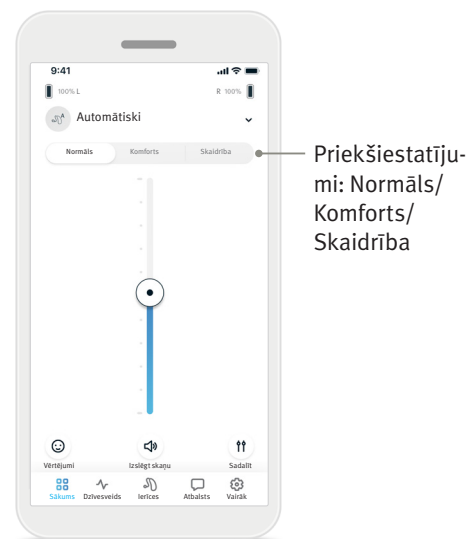 9:41
100% L
R 100%
Automātiski
Normāls Komforts Skaidrība
Priekšiestatīju-
mi: Normāls/
Komforts/
Skaidrība
Vērtējumi Izslēgt skaņu Sadalīt
Sākums Dzīvesveids Ierīces Atbalsts Vairāk